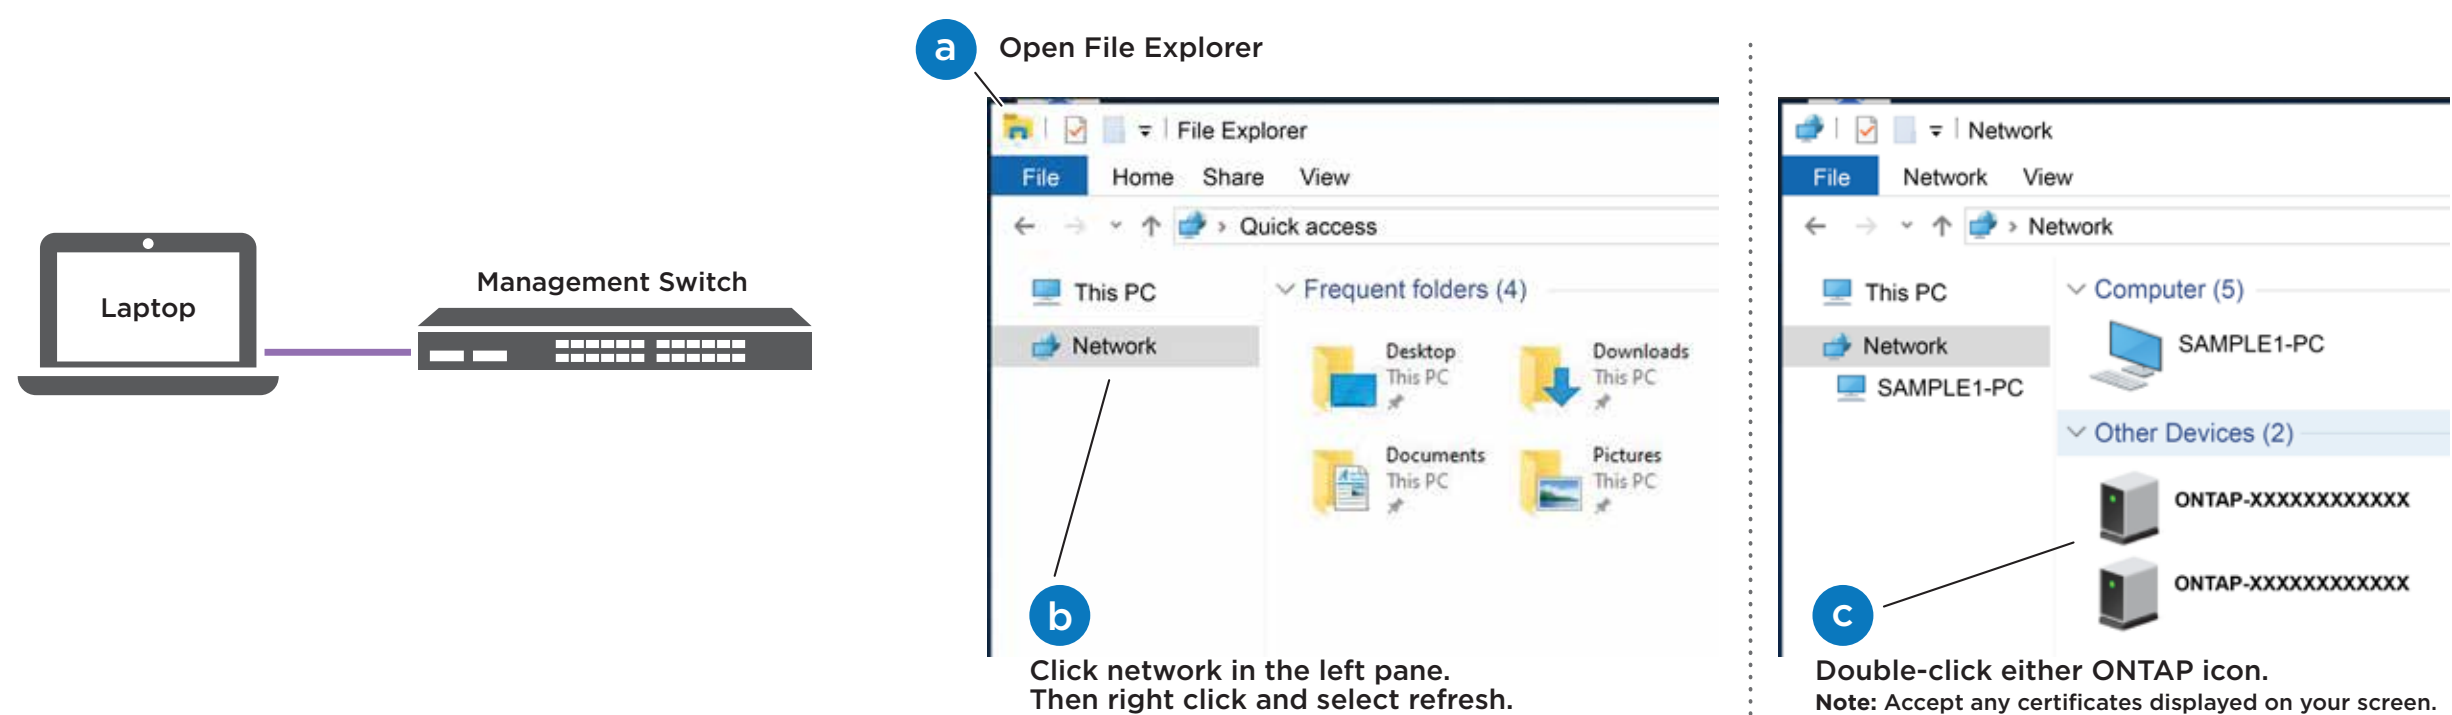 Laptop
Management Switch
a
Open File Explorer
File Explorer
File Home Share View
Quick access
This PC
Network
Frequent folders (4)
Desktop
This PC
Downloads
This PC
Documents
This PC
Pictures
This PC
b
Click network in the left pane.
Then right click and select refresh.
Network
File Network View
Network
This PC
Network
SAMPLE1-PC
Computer (5)
SAMPLE1-PC
Other Devices (2)
ONTAP-XXXXXXXXXXXX
ONTAP-XXXXXXXXXXXX
c
Double-click either ONTAP icon.
Note: Accept any certificates displayed on your screen.